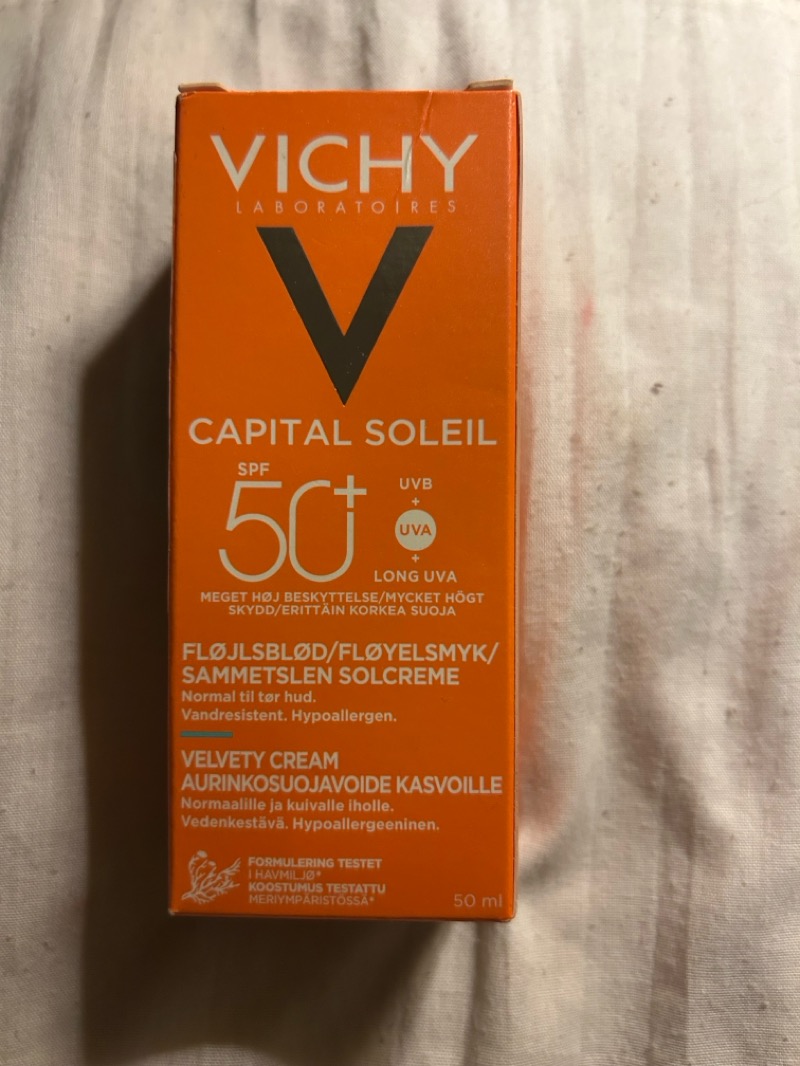 VICHY
LABORATOIRES
V
CAPITAL SOLEIL
SPF
50+
UVB
+
UVA
+
LONG UVA
MEGET HØJ BESKYTTELSE/MYCKET HÖGT
SKYDD/ERITTÄIN KORKEA SUOJA
FLØJLSBLØD/FLØYELSMYK/
SAMMETSLEN SOLCREME
Normal til tør hud.
Vandresistent. Hypoallergen.
VELVETY CREAM
AURINKOSUOJAVOIDE KASVOILLE
Normaalille ja kuivalle iholle.
Vedenkestävä. Hypoallergeeninen.
FORMULERING TESTET
I HAVMILJØ*
KOOSTUMUS TESTATTU
MERIYMPÄRISTÖSSÄ*
50 ml